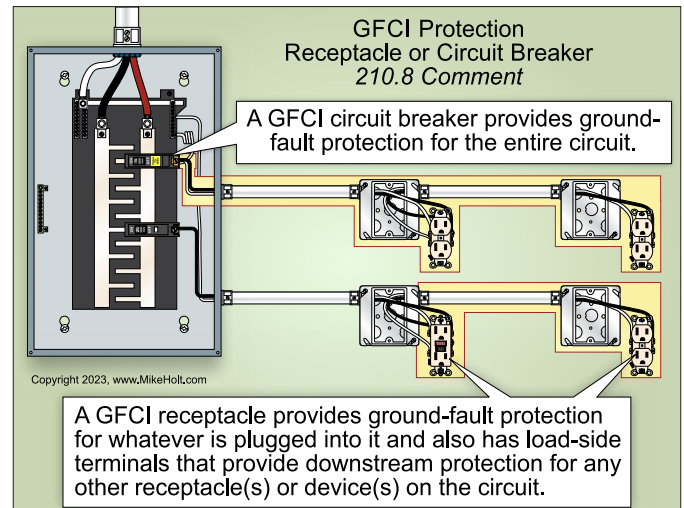 GFCI Protection
Receptacle or Circuit Breaker
210.8 Comment
A GFCI circuit breaker provides ground-
fault protection for the entire circuit.
Copyright 2023, www.MikeHolt.com
A GFCI receptacle provides ground-fault protection
for whatever is plugged into it and also has load-side
terminals that provide downstream protection for any
other receptacle(s) or device(s) on the circuit.